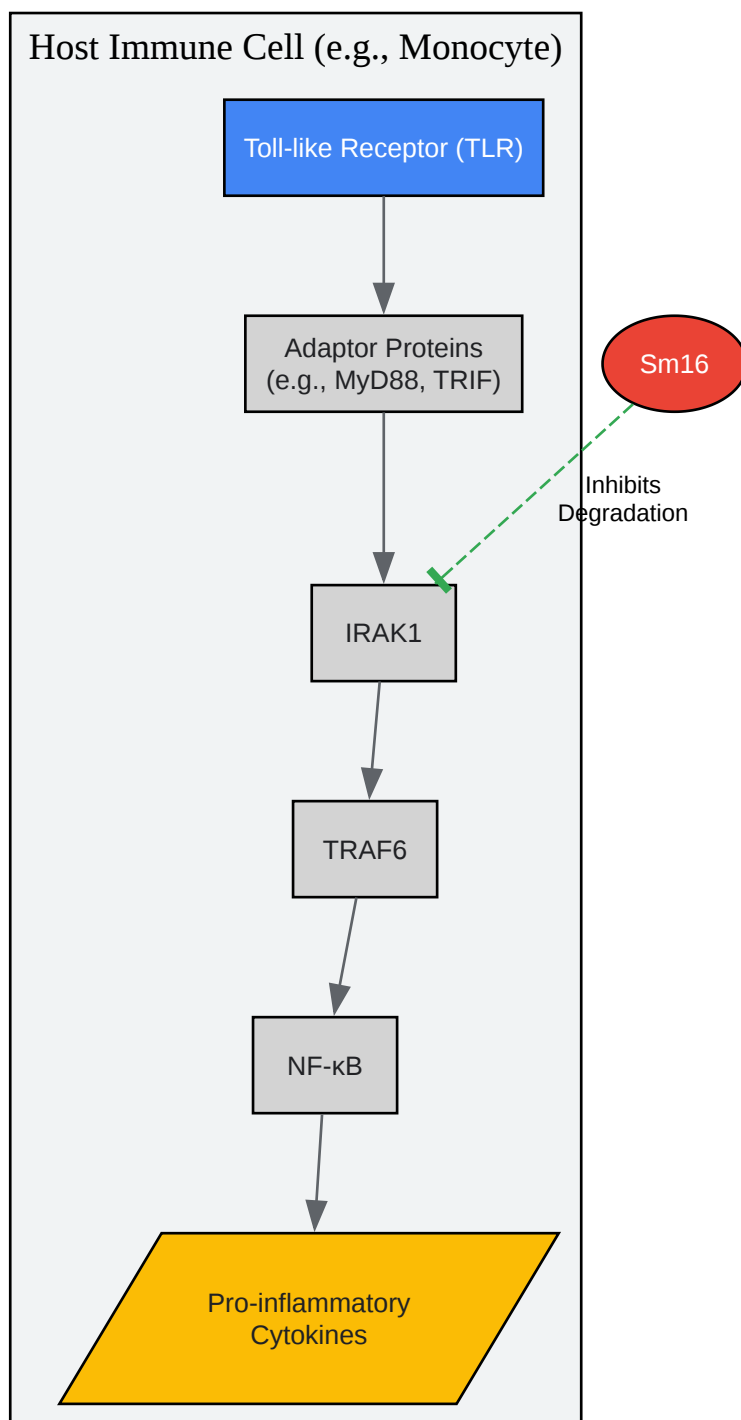 Host Immune Cell (e.g., Monocyte)
Toll-like Receptor (TLR)
Adaptor Proteins
(e.g., MyD88, TRIF)
Sm16
Inhibits
Degradation
IRAK1
TRAF6
NF-κB
Pro-inflammatory
Cytokines